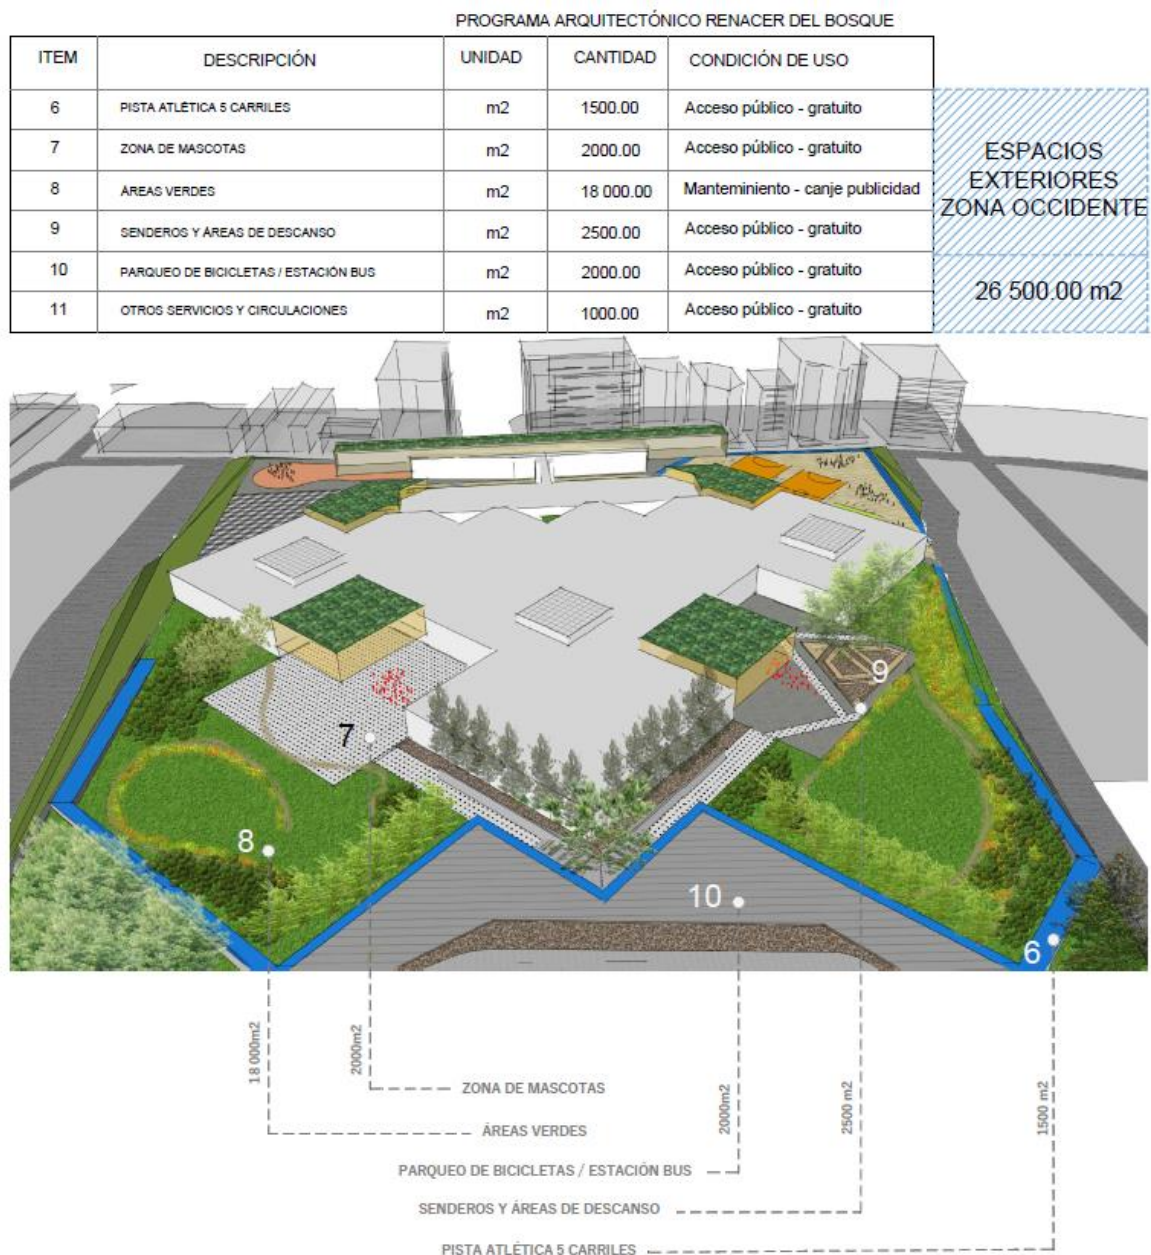 PROGRAMA ARQUITECTÓNICO RENACER DEL BOSQUE
ITEM DESCRIPCIÓN UNIDAD CANTIDAD CONDICIÓN DE USO
6 PISTA ATLÉTICA 5 CARRILES m2 1500.00 Acceso público - gratuito
7 ZONA DE MASCOTAS m2 2000.00 Acceso público - gratuito
8 AREAS VERDES m2 18 000.00 Manteminiento - canje publicidad
9 SENDEROS Y ÁREAS DE DESCANSO m2 2500.00 Acceso público - gratuito
10 PARQUEO DE BICICLETAS / ESTACIÓN BUS m2 2000.00 Acceso público - gratuito
11 OTROS SERVICIOS Y CIRCULACIONES m2 1000.00 Acceso público - gratuito
ESPACIOS
EXTERIORES
ZONA OCCIDENTE
26 500.00 m2
9
7
8
10
6
18 000m2
2000m2
2000m2
2500 m2
1500 m2
ZONA DE MASCOTAS
ÁREAS VERDES
PARQUEO DE BICICLETAS / ESTACIÓN BUS
SENDEROS Y ÁREAS DE DESCANSO
PISTA ATLÉTICA 5 CARRILES